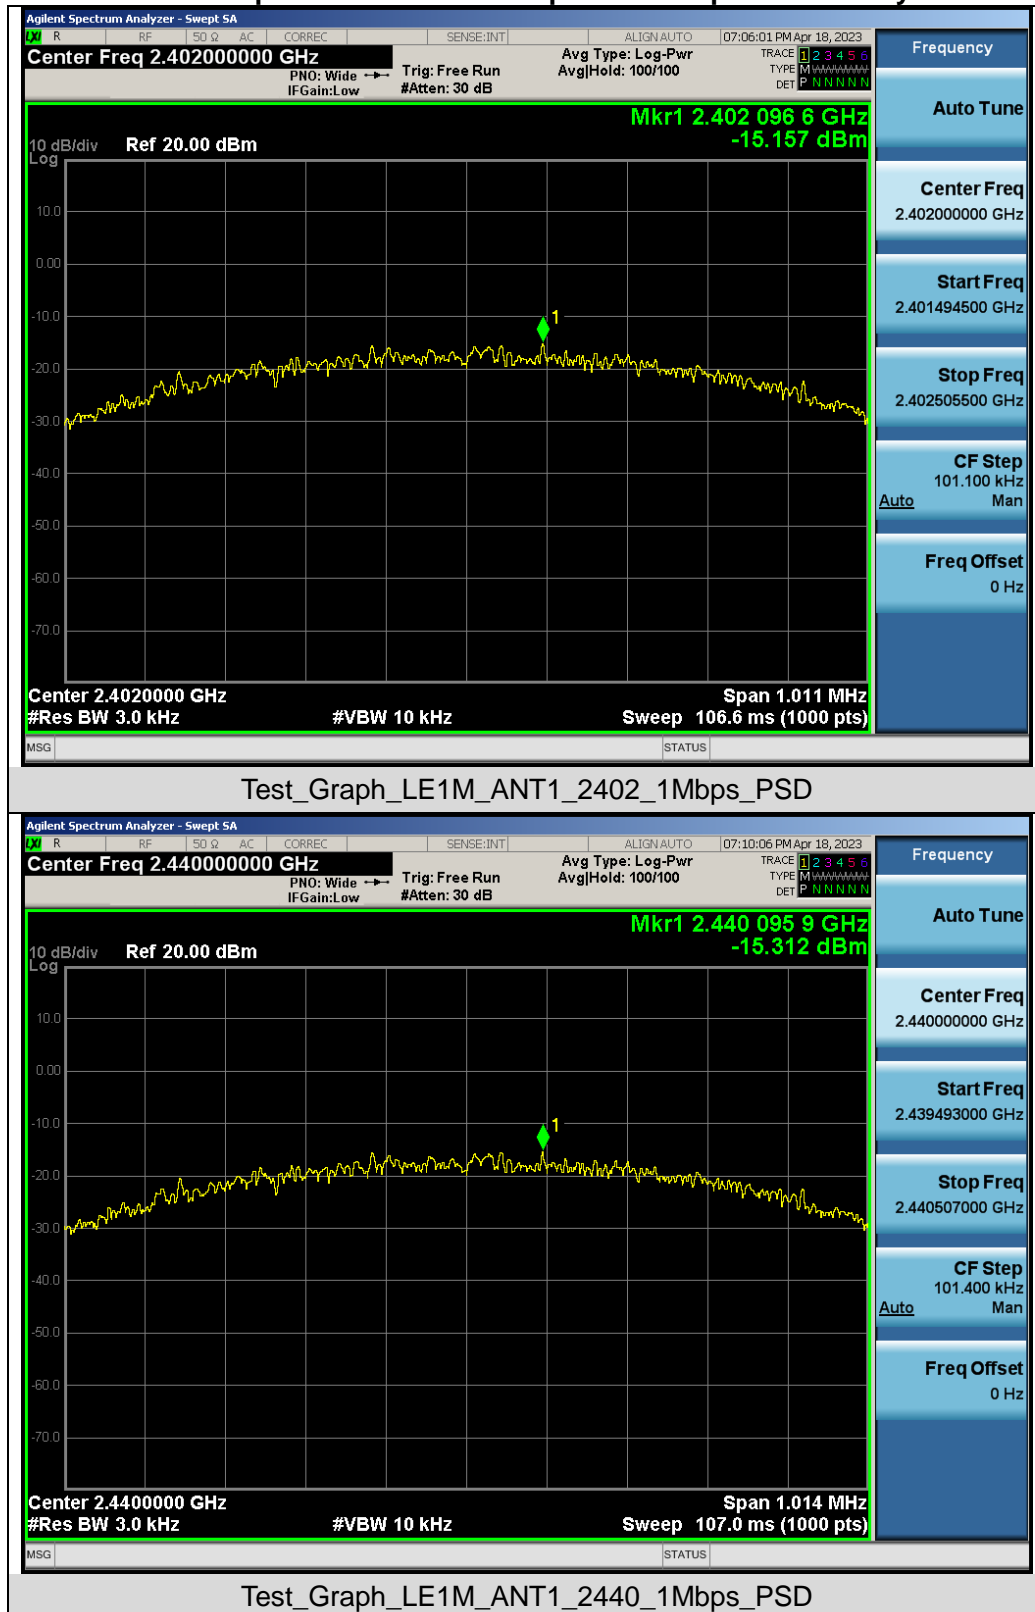 Agilent Spectrum Analyzer - Swept SA
LXI R RF 50 Ω AC CORREC SENSE:INT ALIGN AUTO 07:06:01 PM Apr 18, 2023
Center Freq 2.402000000 GHz
PNO: Wide
IFGain:Low
Trig: Free Run
#Atten: 30 dB
Avg Type: Log-Pwr
Avg|Hold: 100/100
TRACE 1 2 3 4 5 6
TYPE M
DET P N N N N N
Mkr1 2.402 096 6 GHz
-15.157 dBm
10 dB/div Ref 20.00 dBm
Log
10.0
0.00
1
-10.0
-20.0
-30.0
-40.0
-50.0
-60.0
-70.0
Center 2.4020000 GHz Span 1.011 MHz
#Res BW 3.0 kHz #VBW 10 kHz Sweep 106.6 ms (1000 pts)
MSG STATUS
Frequency
Auto Tune
Center Freq
2.402000000 GHz
Start Freq
2.401494500 GHz
Stop Freq
2.402505500 GHz
CF Step
101.100 kHz
Auto Man
Freq Offset
0 Hz
Test_Graph_LE1M_ANT1_2402_1Mbps_PSD
Agilent Spectrum Analyzer - Swept SA
LXI R RF 50 Ω AC CORREC SENSE:INT ALIGN AUTO 07:10:06 PM Apr 18, 2023
Center Freq 2.440000000 GHz
PNO: Wide
IFGain:Low
Trig: Free Run
#Atten: 30 dB
Avg Type: Log-Pwr
Avg|Hold: 100/100
TRACE 1 2 3 4 5 6
TYPE M
DET P N N N N N
Mkr1 2.440 095 9 GHz
-15.312 dBm
10 dB/div Ref 20.00 dBm
Log
10.0
0.00
-10.0
1
-20.0
-30.0
-40.0
-50.0
-60.0
-70.0
Center 2.4400000 GHz Span 1.014 MHz
#Res BW 3.0 kHz #VBW 10 kHz Sweep 107.0 ms (1000 pts)
MSG STATUS
Frequency
Auto Tune
Center Freq
2.440000000 GHz
Start Freq
2.439493000 GHz
Stop Freq
2.440507000 GHz
CF Step
101.400 kHz
Auto Man
Freq Offset
0 Hz
Test_Graph_LE1M_ANT1_2440_1Mbps_PSD